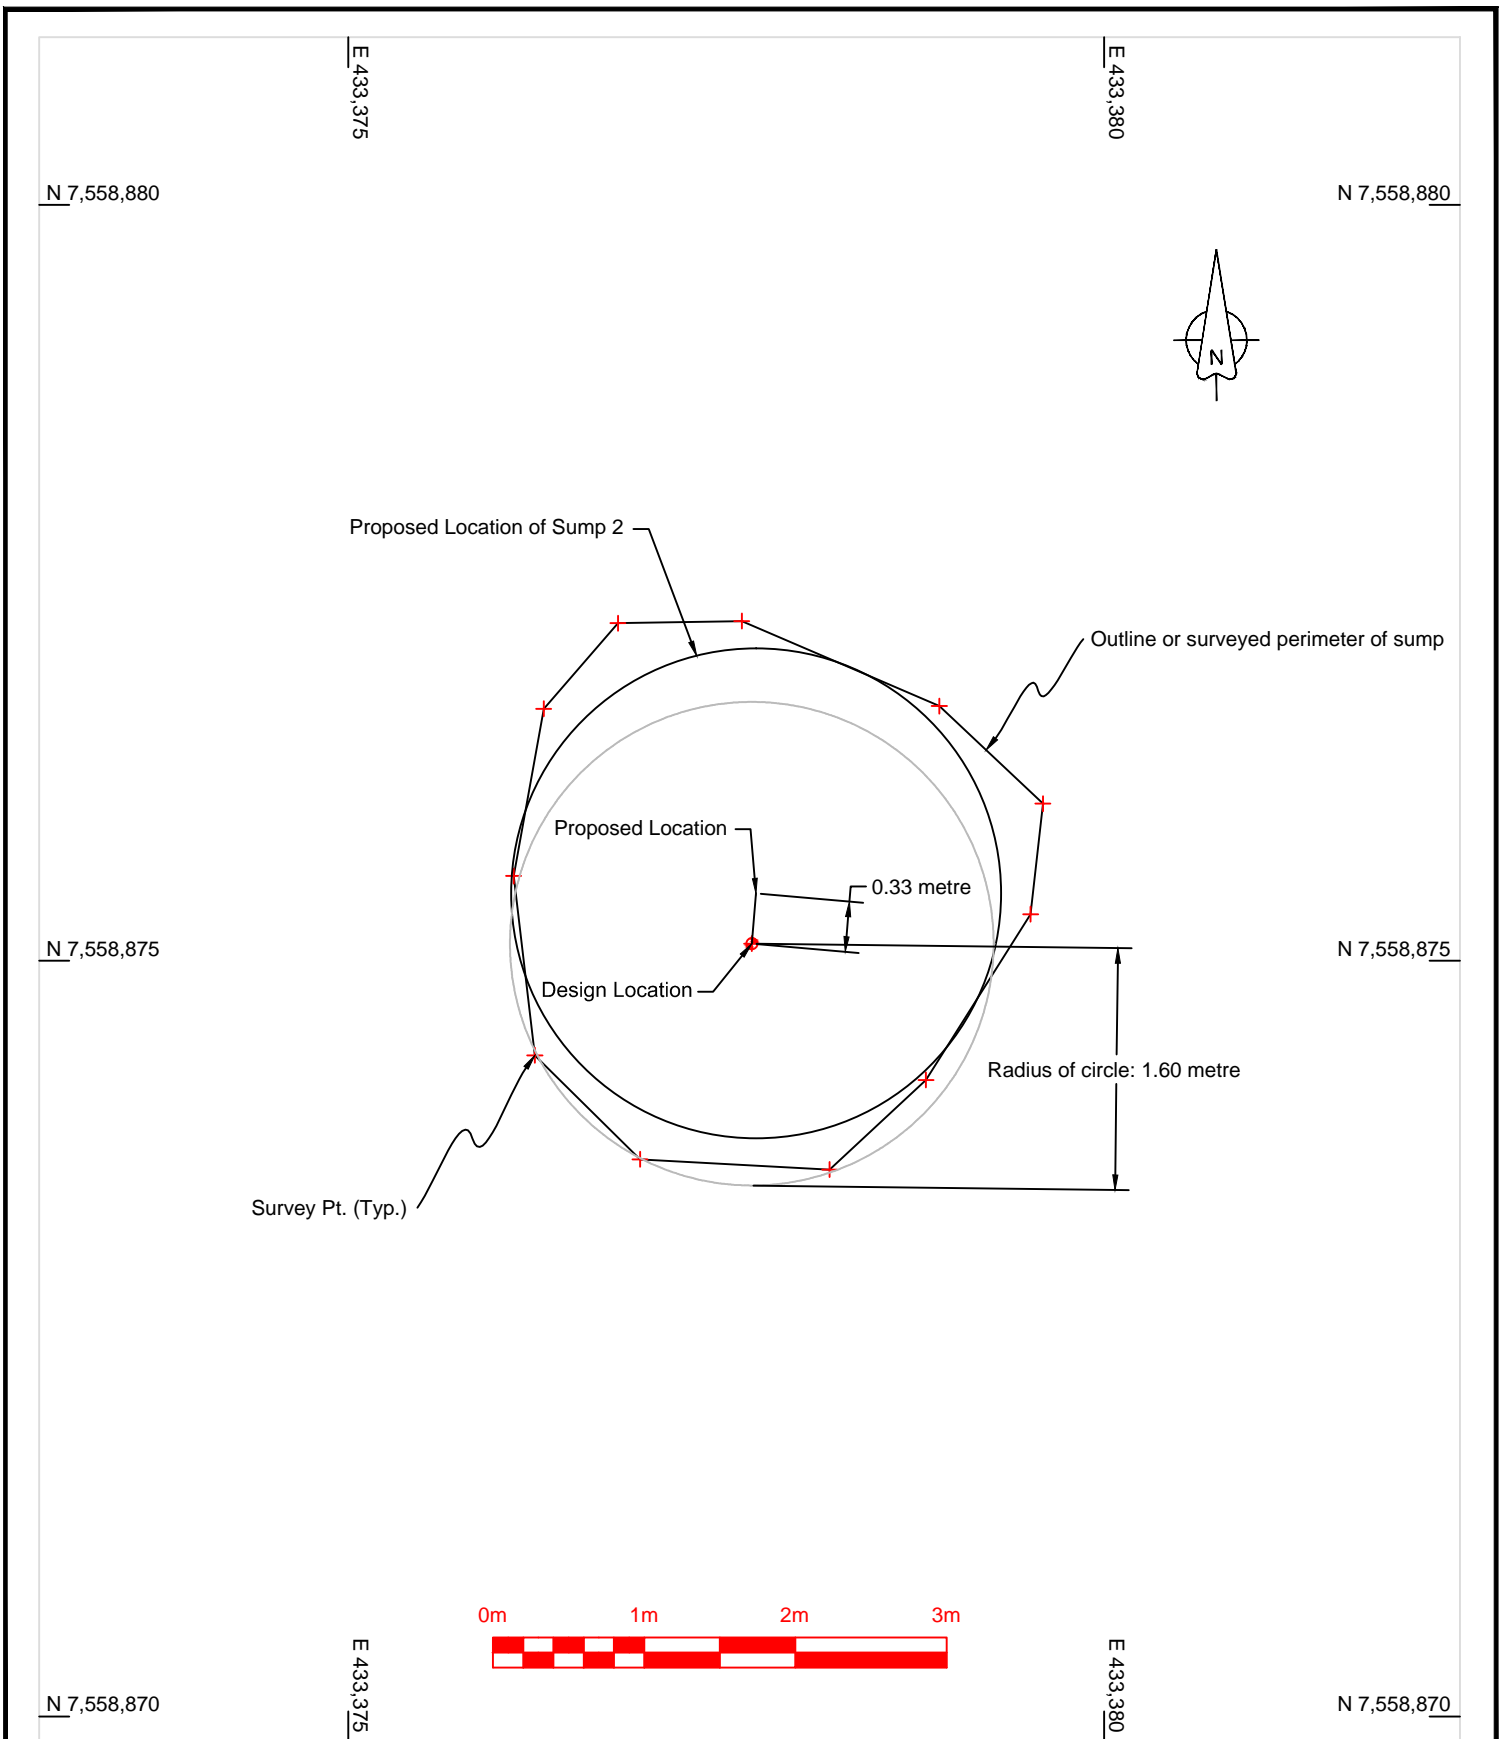 E 433,375
E 433,380
N 7,558,880
N 7,558,880
N
Proposed Location of Sump 2
Outline or surveyed perimeter of sump
Proposed Location
0.33 metre
N 7,558,875
N 7,558,875
Design Location
Radius of circle: 1.60 metre
Survey Pt. (Typ.)
0m 1m 2m 3m
E 433,375
E 433,380
N 7,558,870
N 7,558,870